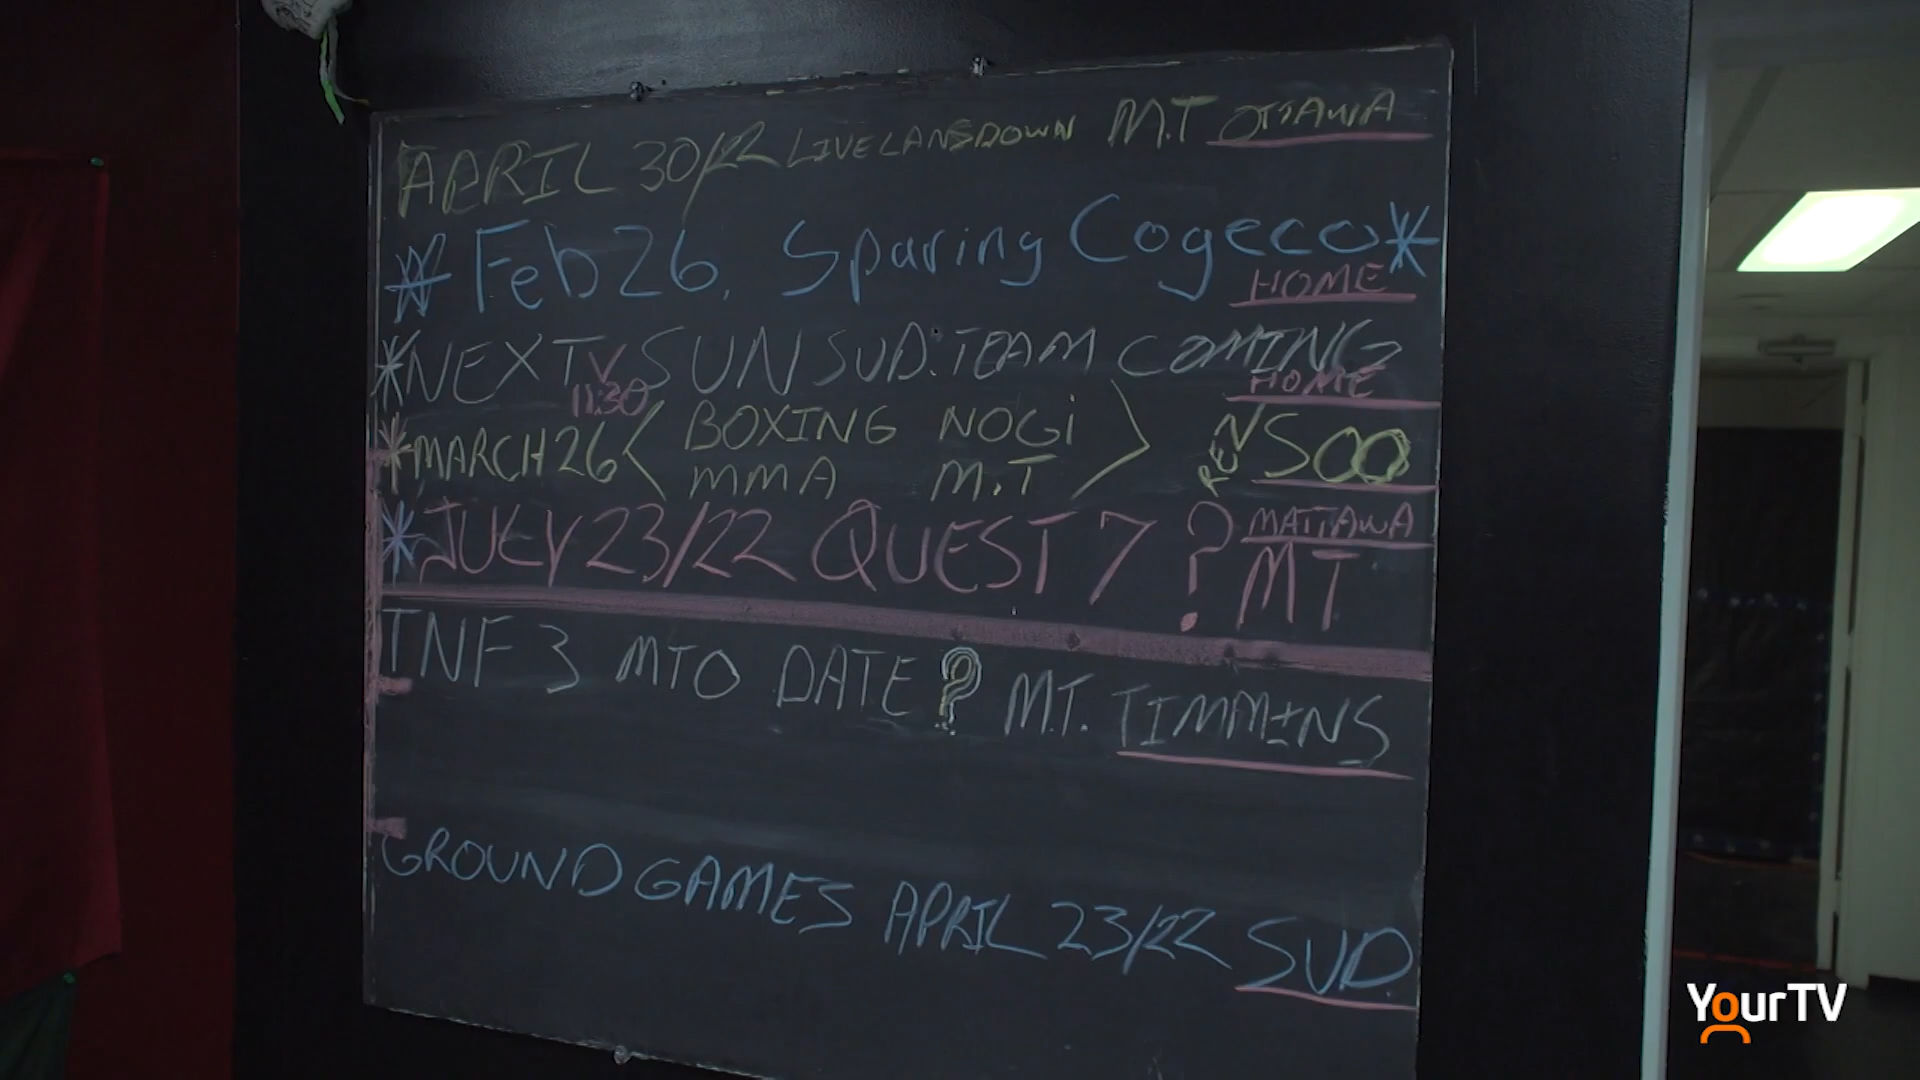 APRIL 30/22 LIVE LANSDOWN M.T OTTAWA
* Feb 26, Sparing Cogeco *
HOME
* NEXT SUN SUD. TEAM COMING
11:30
HOME
* MARCH 26 < BOXING NOGi > REN SOO
MMA M.T
* JULY 23/22 QUEST 7 ? MATTAWA
MT
TNF 3 MTO DATE ? M.T. TIMMINS
GROUND GAMES APRIL 23/22 SUD.
YourTV